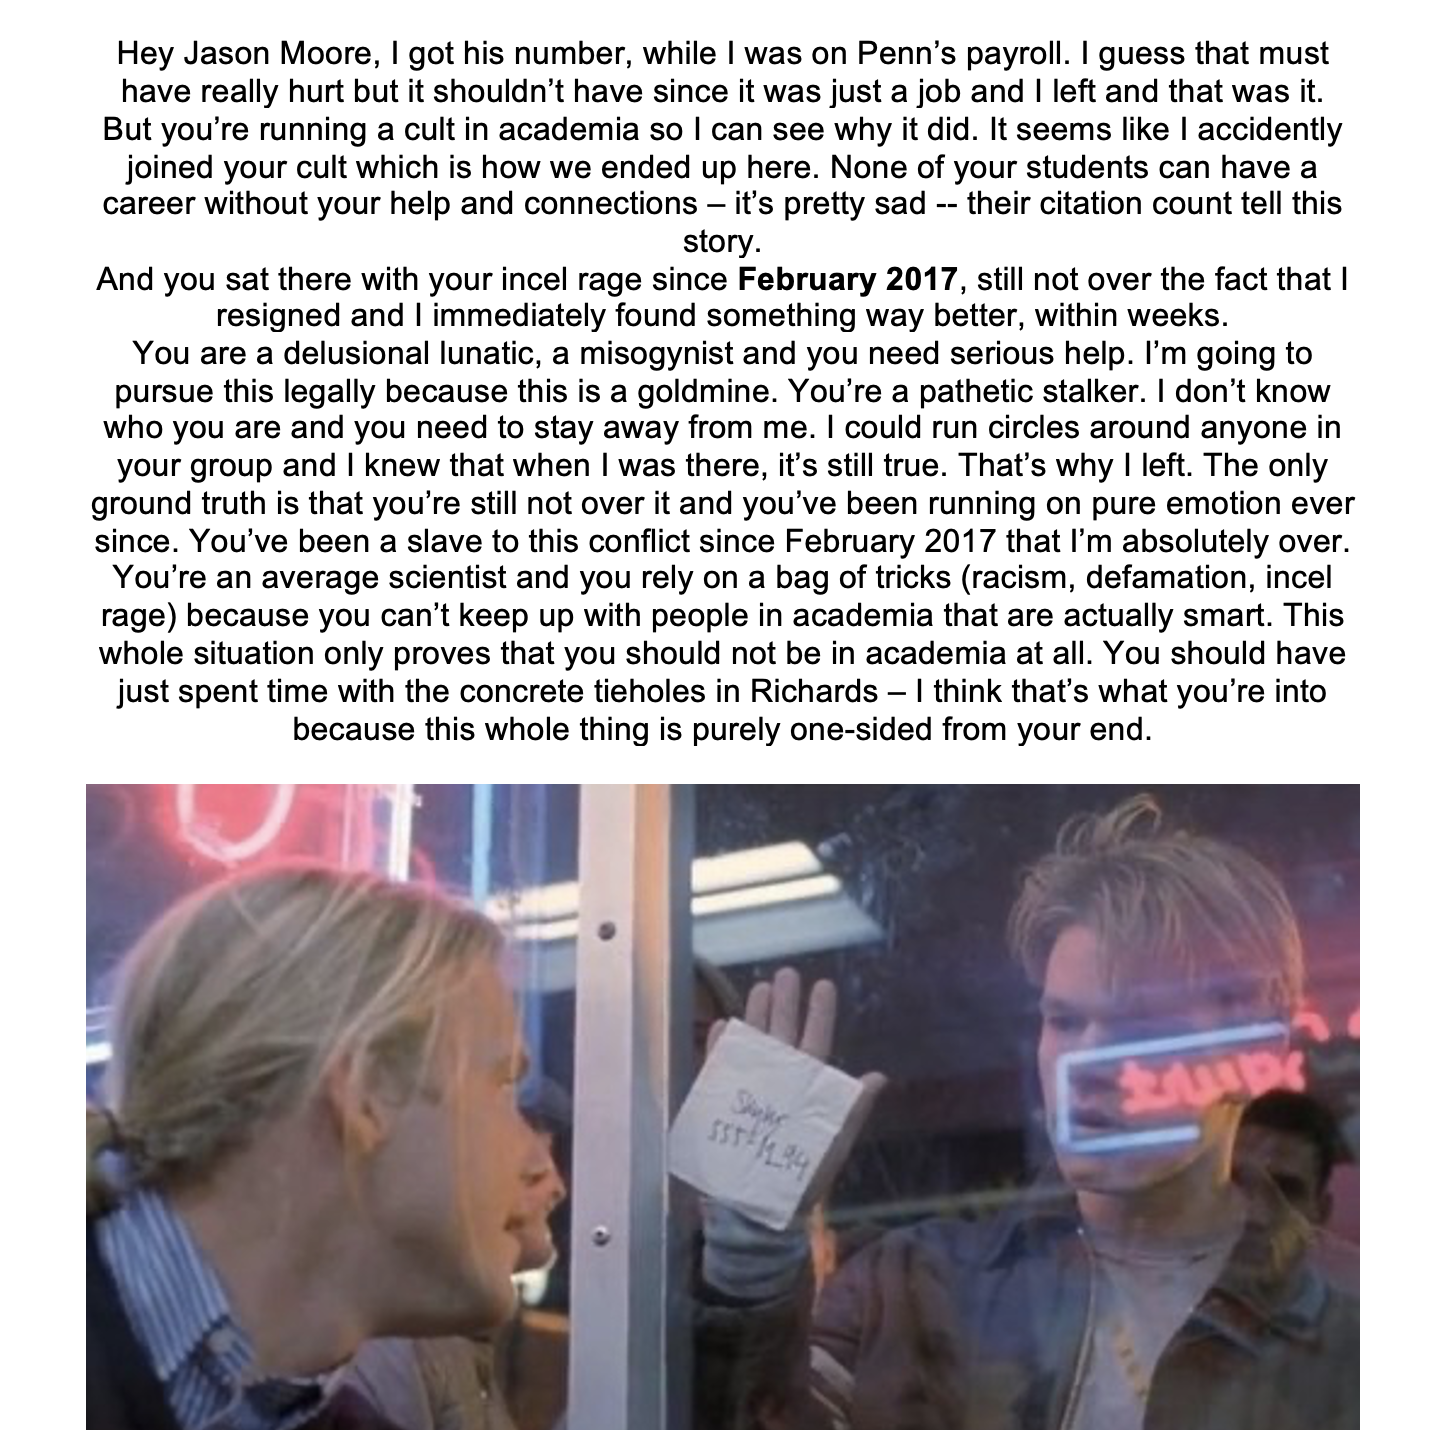 Hey Jason Moore, I got his number, while I was on Penn’s payroll. I guess that must
have really hurt but it shouldn’t have since it was just a job and I left and that was it.
But you’re running a cult in academia so I can see why it did. It seems like I accidently
joined your cult which is how we ended up here. None of your students can have a
career without your help and connections – it’s pretty sad -- their citation count tell this
story.
And you sat there with your incel rage since February 2017, still not over the fact that I
resigned and I immediately found something way better, within weeks.
You are a delusional lunatic, a misogynist and you need serious help. I’m going to
pursue this legally because this is a goldmine. You’re a pathetic stalker. I don’t know
who you are and you need to stay away from me. I could run circles around anyone in
your group and I knew that when I was there, it’s still true. That’s why I left. The only
ground truth is that you’re still not over it and you’ve been running on pure emotion ever
since. You’ve been a slave to this conflict since February 2017 that I’m absolutely over.
You’re an average scientist and you rely on a bag of tricks (racism, defamation, incel
rage) because you can’t keep up with people in academia that are actually smart. This
whole situation only proves that you should not be in academia at all. You should have
just spent time with the concrete tieholes in Richards – I think that’s what you’re into
because this whole thing is purely one-sided from your end.